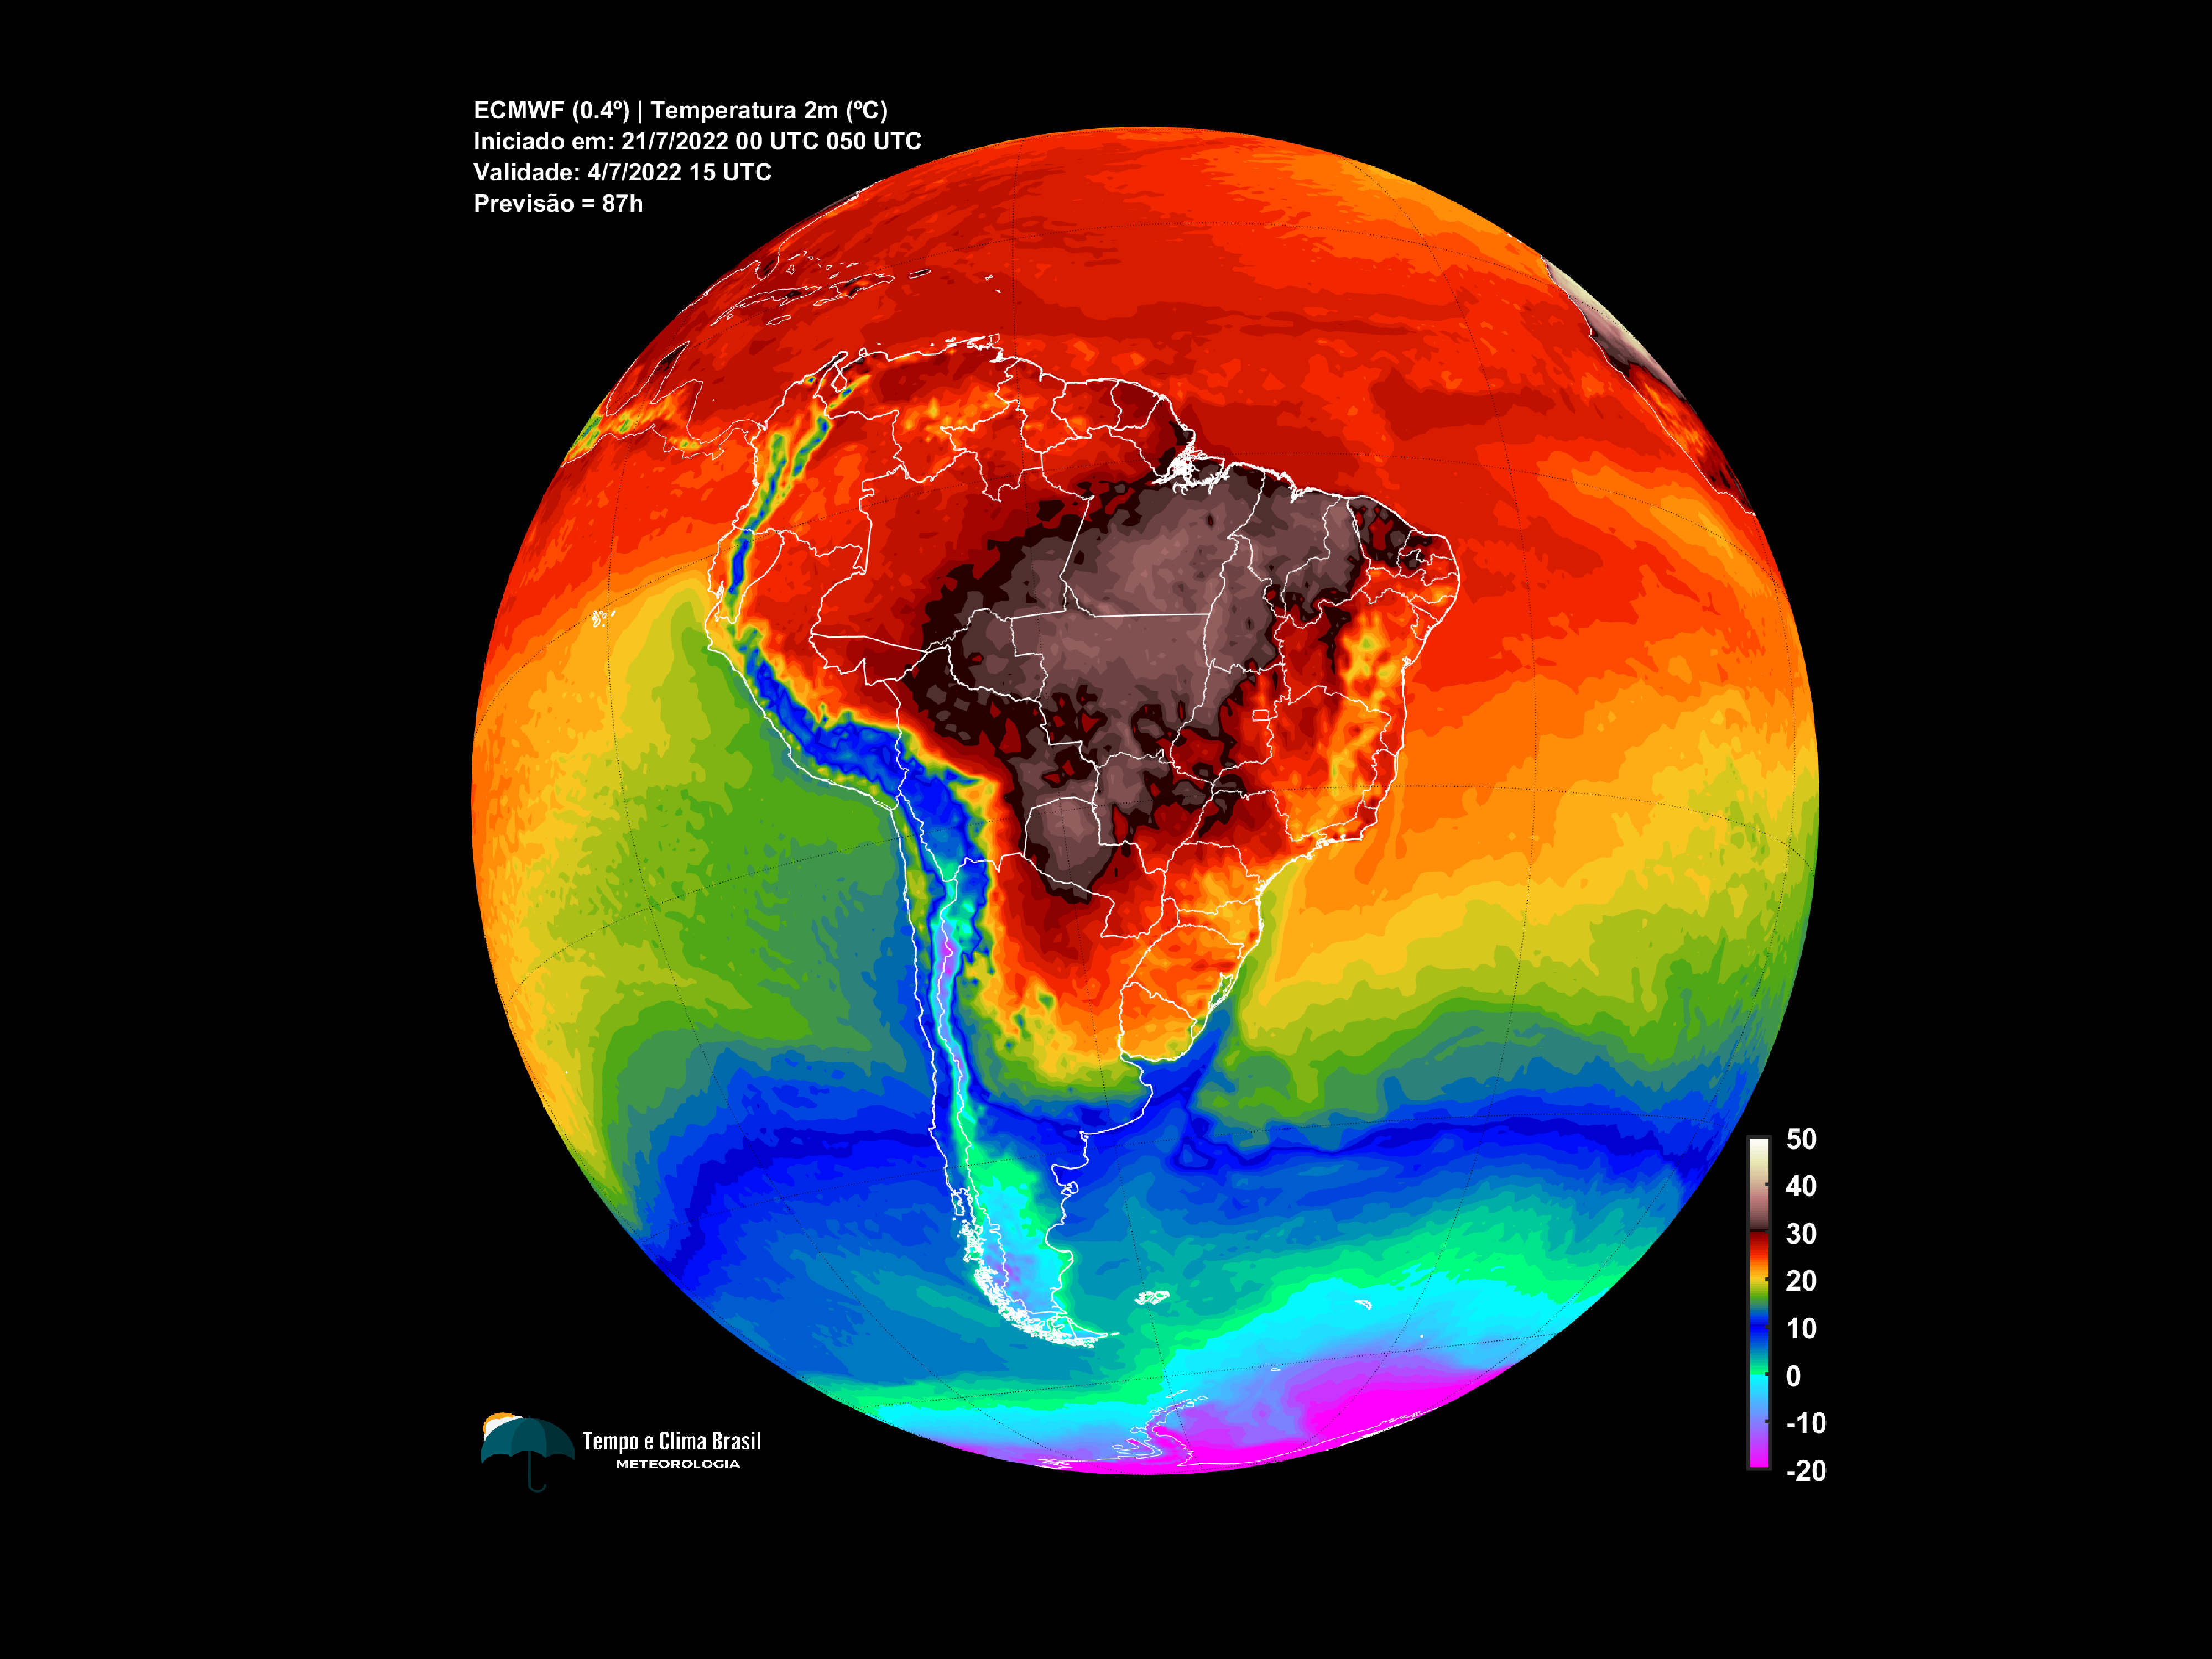 ECMWF (0.4º) | Temperatura 2m (ºC)
Iniciado em: 21/7/2022 00 UTC 050 UTC
Validade: 4/7/2022 15 UTC
Previsão = 87h
50
40
30
20
10
0
-10
-20
Tempo e Clima Brasil
METEOROLOGIA